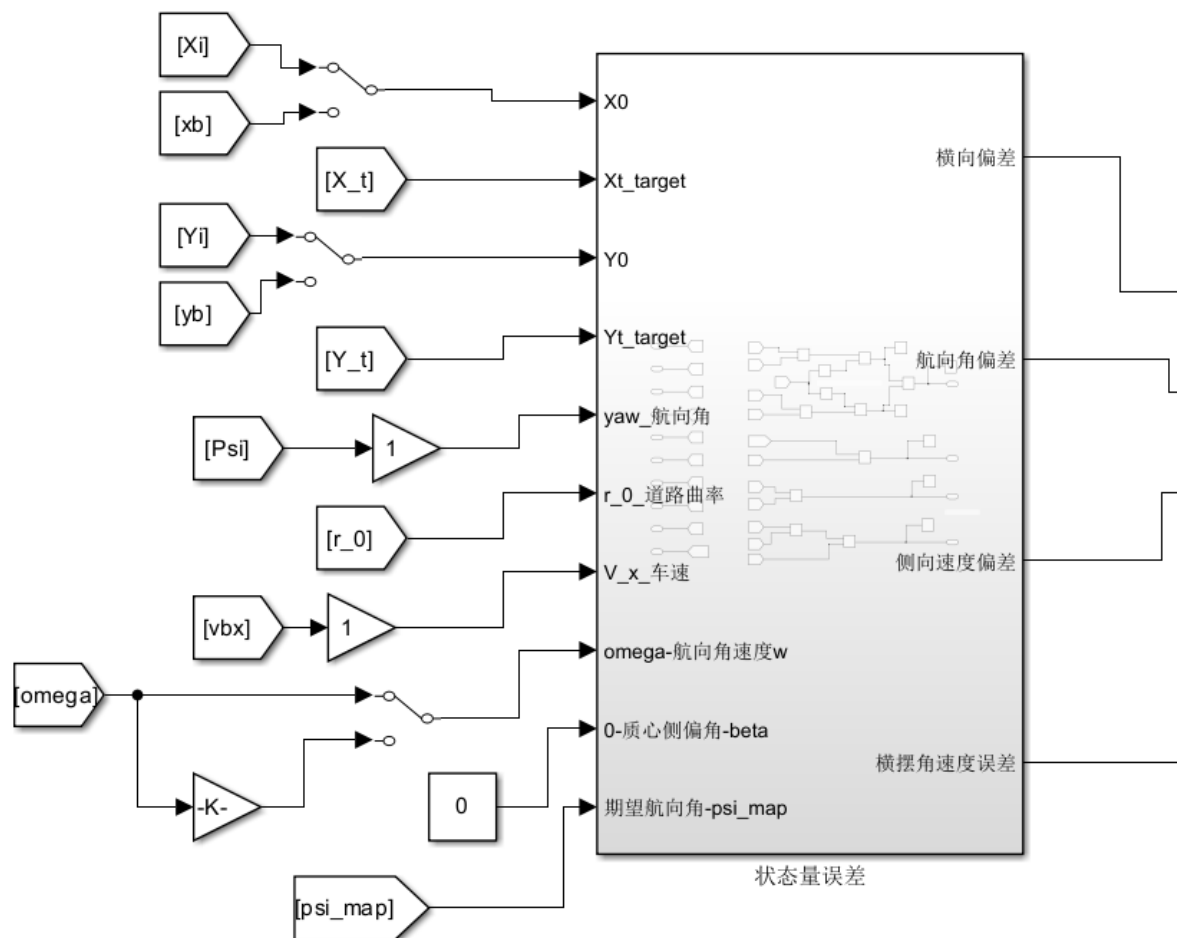 [Xi]
[xb]
[X_t]
[Yi]
[yb]
[Y_t]
[Psi]
1
[r_0]
[vbx]
1
[omega]
-K-
0
[psi_map]
X0
Xt_target
Y0
Yt_target
yaw_航向角
r_0_道路曲率
V_x_车速
omega-航向角速度w
0-质心侧偏角-beta
期望航向角-psi_map
横向偏差
航向角偏差
侧向速度偏差
横摆角速度误差
状态量误差